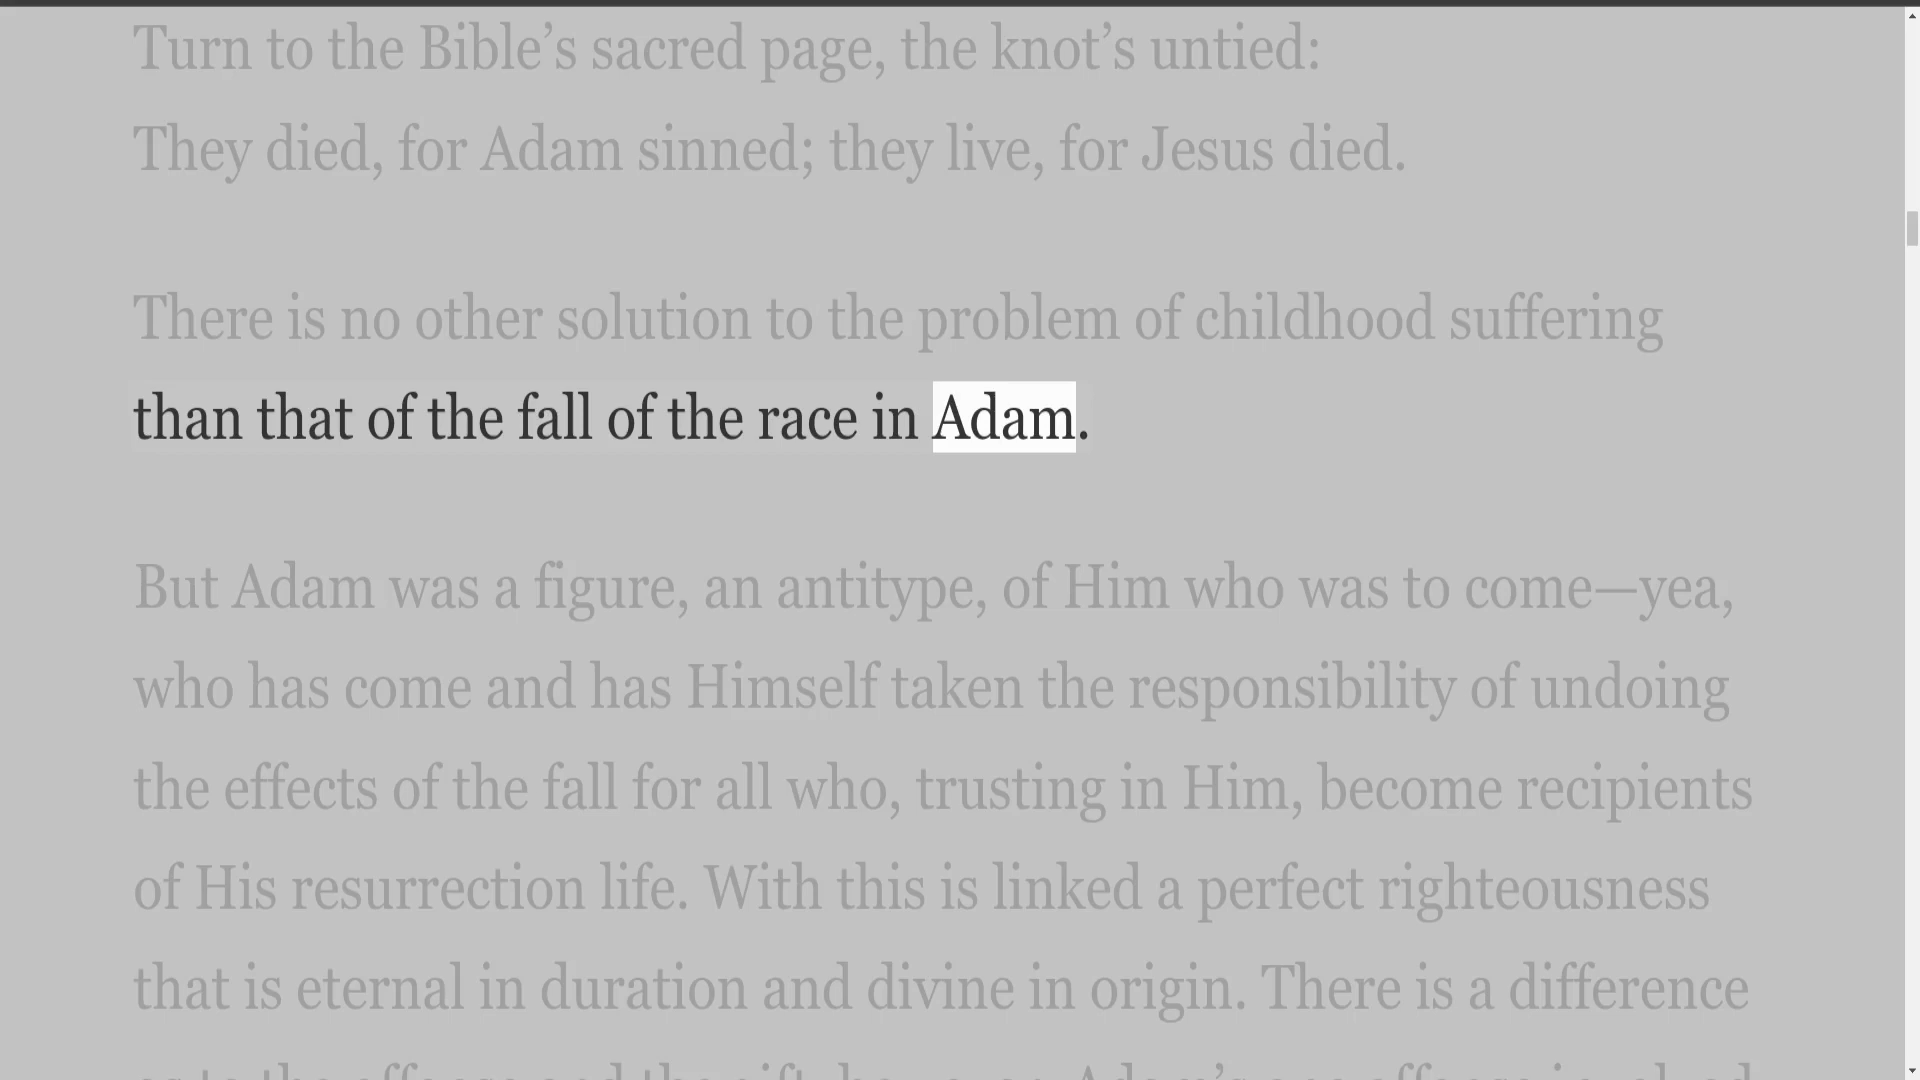 Turn to the Bible’s sacred page, the knot’s untied:
They died, for Adam sinned; they live, for Jesus died.
There is no other solution to the problem of childhood suffering
than that of the fall of the race in Adam.
But Adam was a figure, an antitype, of Him who was to come—yea,
who has come and has Himself taken the responsibility of undoing
the effects of the fall for all who, trusting in Him, become recipients
of His resurrection life. With this is linked a perfect righteousness
that is eternal in duration and divine in origin. There is a difference